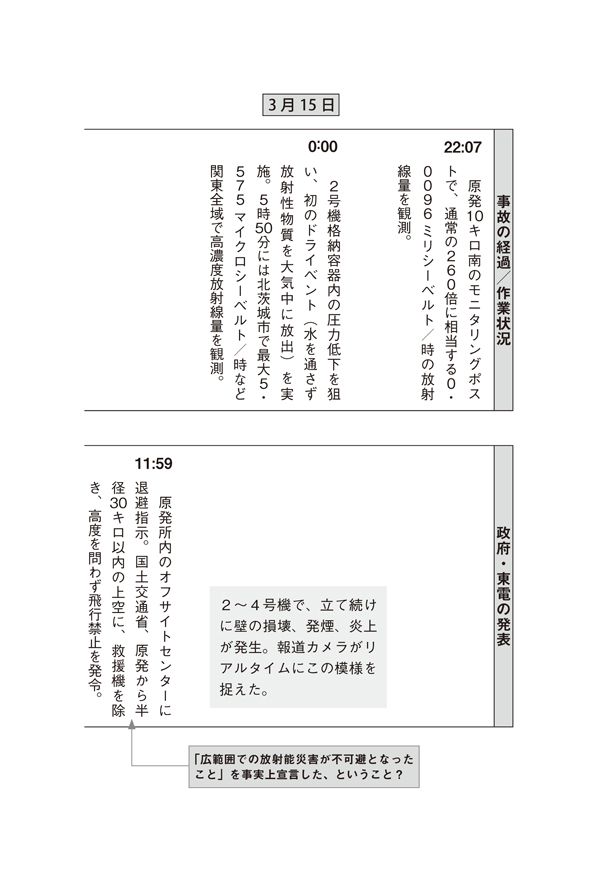 3月15日
事故の経過／作業状況
22:07
原発10キロ南のモニタリングポス
トで、通常の260倍に相当する0・
0096ミリシーベルト／時の放射
線量を観測。
0:00
2号機格納容器内の圧力低下を狙
い、初のドライベント（水を通さず
放射性物質を大気中に放出）を実
施。5時50分には北茨城市で最大5・
575マイクロシーベルト／時など
関東全域で高濃度放射線量を観測。
政府・東電の発表
2～4号機で、立て続け
に壁の損壊、発煙、炎上
が発生。報道カメラがリ
アルタイムにこの模様を
捉えた。
11:59
原発所内のオフサイトセンターに
退避指示。国土交通省、原発から半
径30キロ以内の上空に、救援機を除
き、高度を問わず飛行禁止を発令。
「広範囲での放射能災害が不可避となった
こと」を事実上宣言した、ということ？